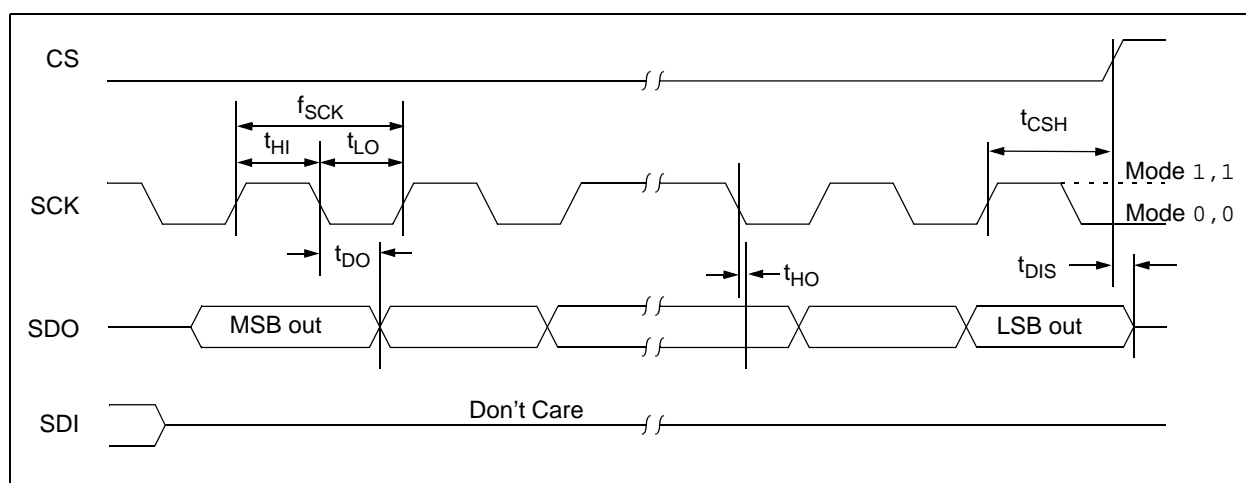 CS
fSCK
tHI
tLO
tCSH
SCK
Mode 1,1
Mode 0,0
tDO
tHO
tDIS
SDO
MSB out
LSB out
SDI
Don't Care